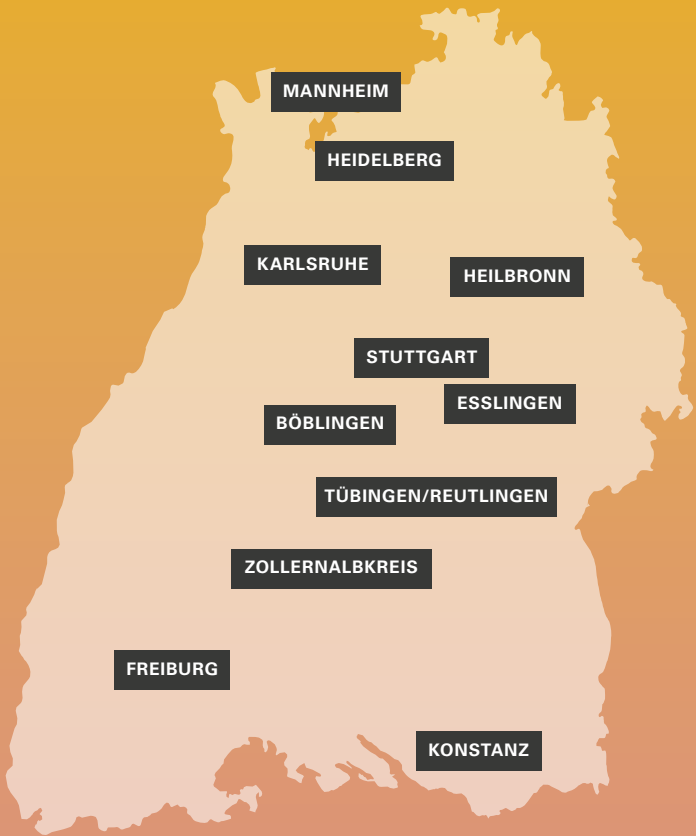 MANNHEIM
HEIDELBERG
KARLSRUHE
HEILBRONN
STUTTGART
ESSLINGEN
BÖBLINGEN
TÜBINGEN/REUTLINGEN
ZOLLERNALBKREIS
FREIBURG
KONSTANZ